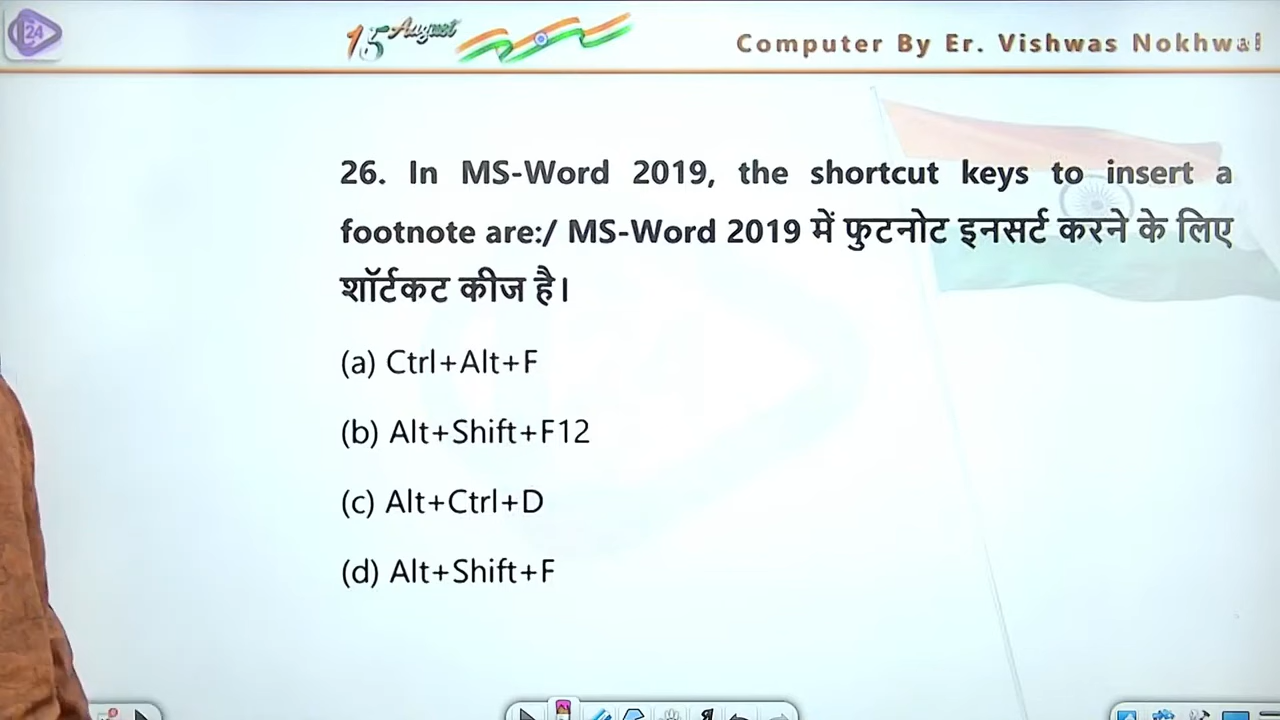 24
15 August
Computer By Er. Vishwas Nokhwal
26. In MS-Word 2019, the shortcut keys to insert a
footnote are:/ MS-Word 2019 में फुटनोट इनसर्ट करने के लिए
शॉर्टकट कीज है।
(a) Ctrl+Alt+F
(b) Alt+Shift+F12
(c) Alt+Ctrl+D
(d) Alt+Shift+F